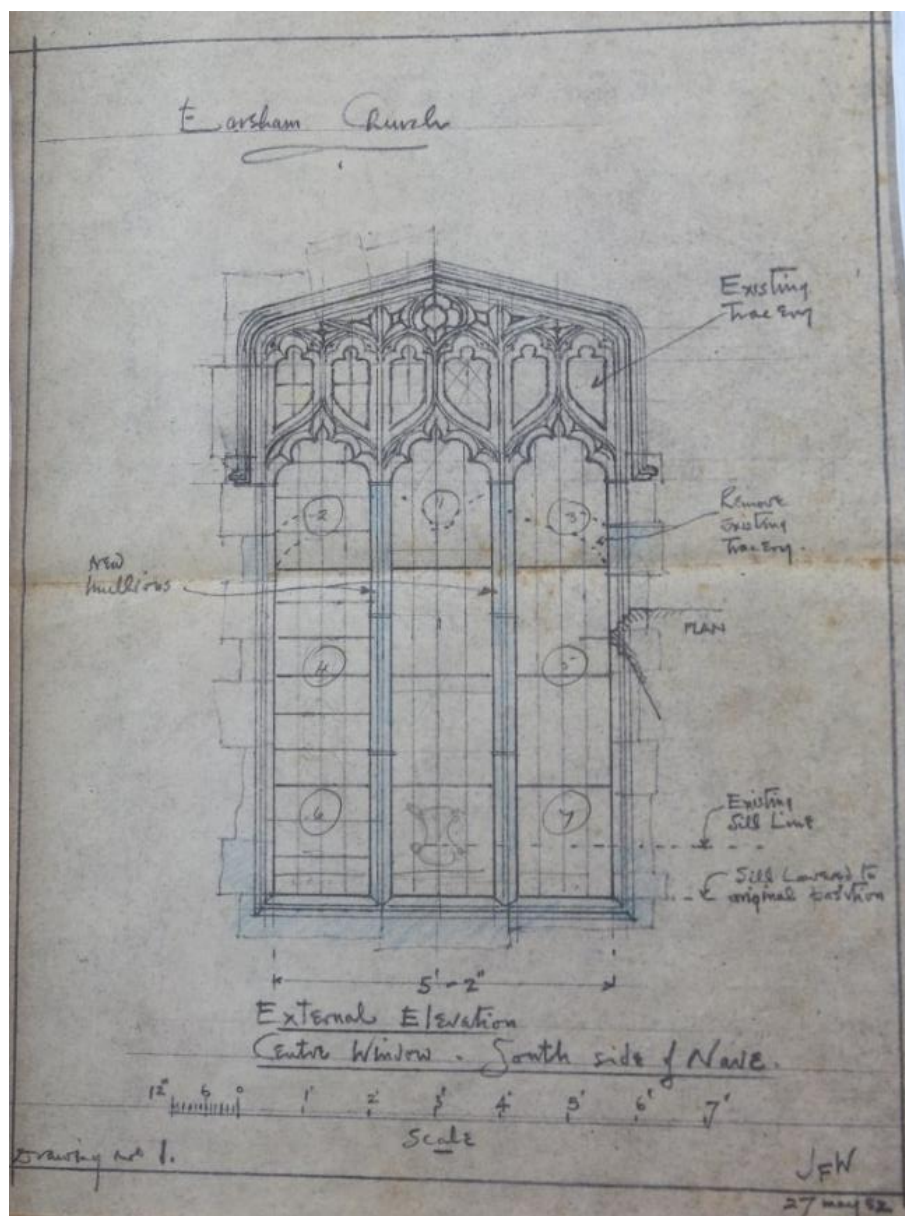 Earsham Church
Existing
Tracery
2
1
3
Remove
Existing
Tracery.
New
Mullions
PLAN
4
5
6
7
Existing
Sill Line
Sill Lowered to
original position
5' - 2"
External Elevation
Centre Window. South side of Nave.
12" 6 0 1' 2' 3' 4' 5' 6' 7'
Scale
Drawing no 1.
JFW
27 May 52